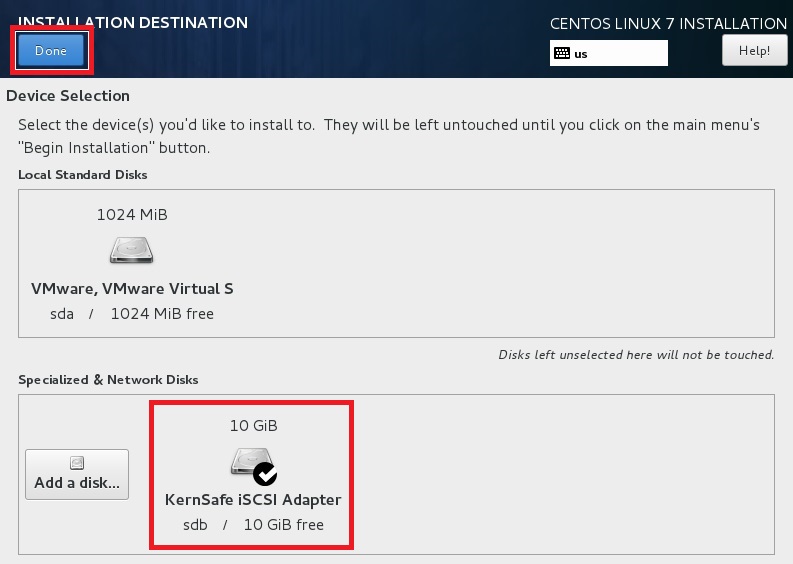 INSTALLATION DESTINATION
CENTOS LINUX 7 INSTALLATION
Done
us
Help!
Device Selection
Select the device(s) you'd like to install to.  They will be left untouched until you click on the main menu's
"Begin Installation" button.
Local Standard Disks
1024 MiB
VMware, VMware Virtual S
sda / 1024 MiB free
Disks left unselected here will not be touched.
Specialized & Network Disks
10 GiB
Add a disk...
KernSafe iSCSI Adapter
sdb / 10 GiB free